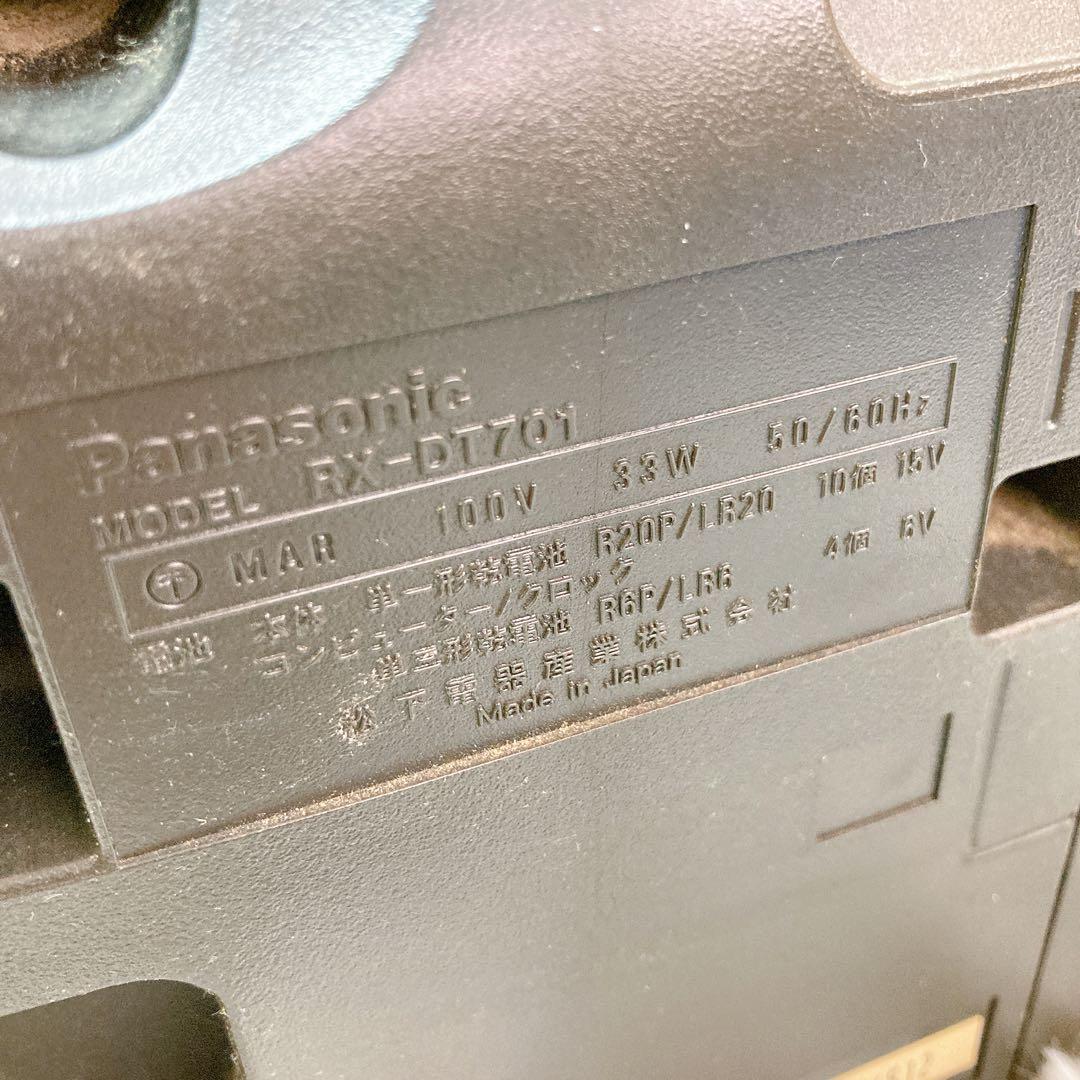 Panasonic
MODEL RX-DT701
〒 MAR 100V 33W 50/60Hz
電池 本体 単一形乾電池 R20P/LR20 10個 15V
コンピューター/クロック
単三形乾電池 R6P/LR6 4個 6V
松下電器産業株式会社
Made in Japan